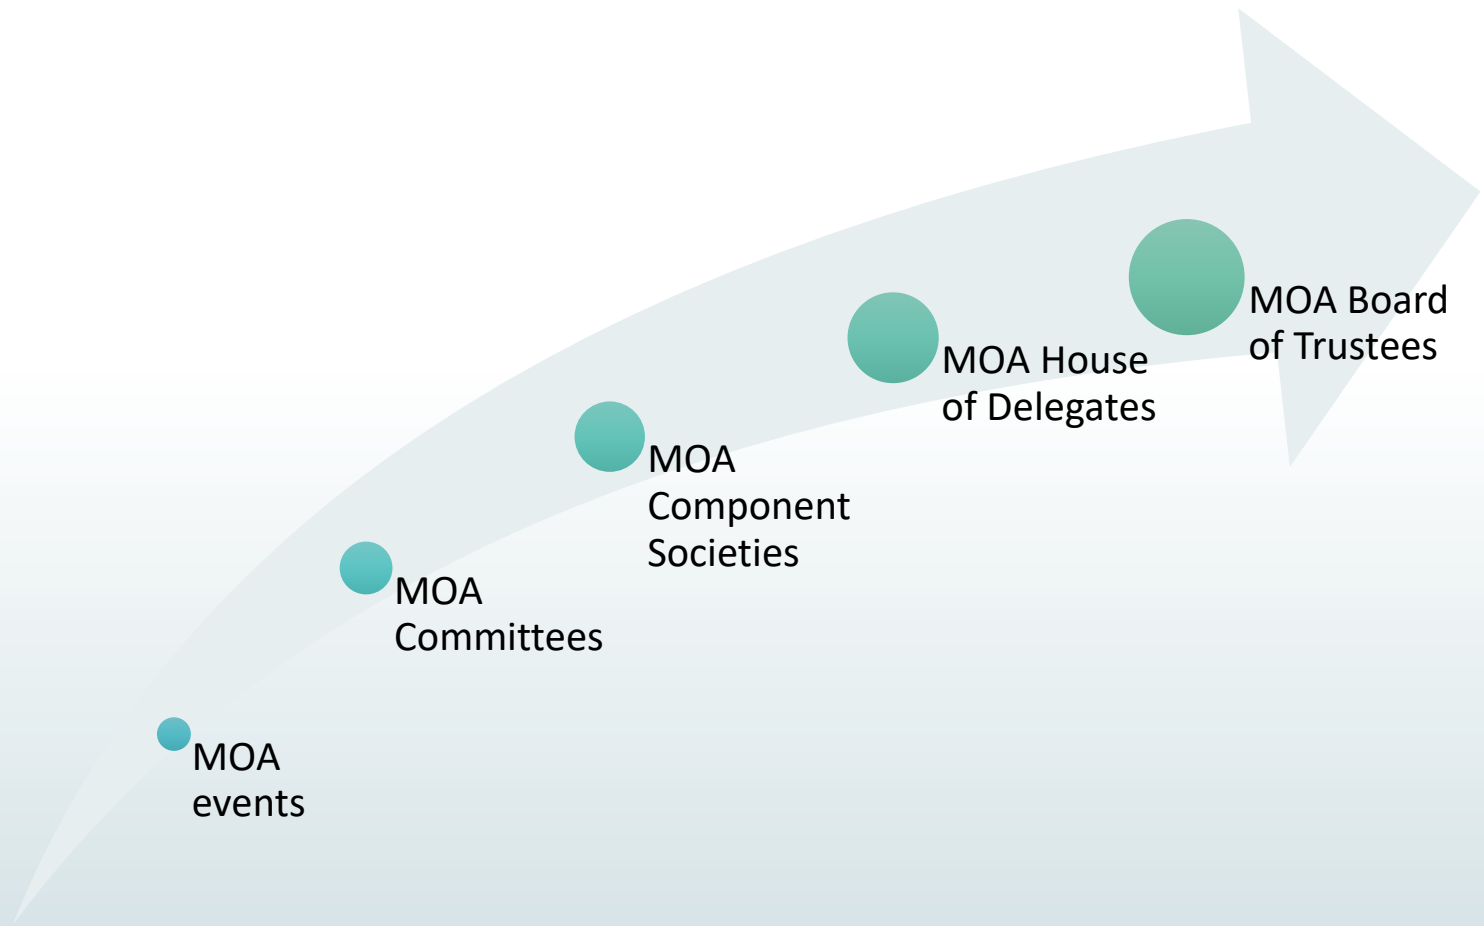 MOA
events
MOA
Committees
MOA
Component
Societies
MOA House
of Delegates
MOA Board
of Trustees